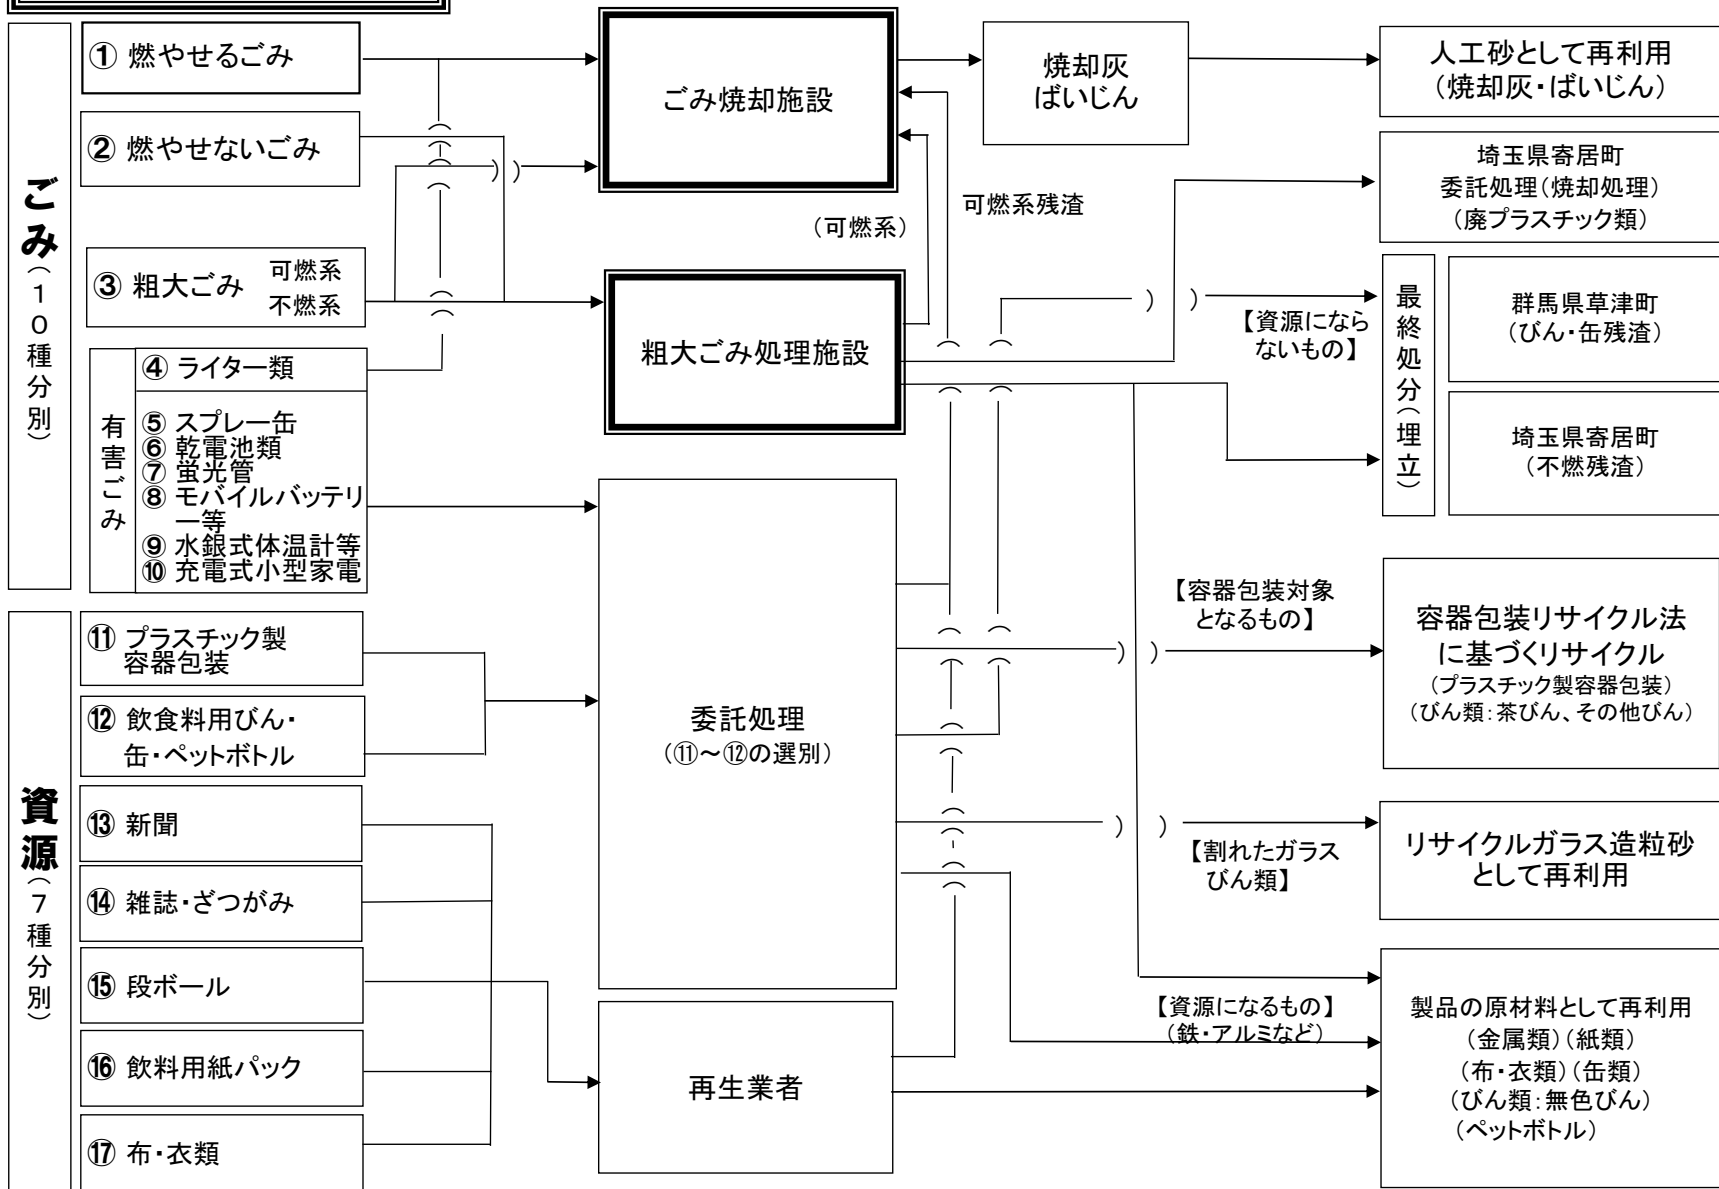 ごみ（10種分別）
① 燃やせるごみ
② 燃やせないごみ
③ 粗大ごみ
可燃系
不燃系
有害ごみ
④ ライター類
⑤ スプレー缶
⑥ 乾電池類
⑦ 蛍光管
⑧ モバイルバッテリ
ー等
⑨ 水銀式体温計等
⑩ 充電式小型家電
資源（7種分別）
⑪ プラスチック製
容器包装
⑫ 飲食料用びん・
缶・ペットボトル
⑬ 新聞
⑭ 雑誌・ざつがみ
⑮ 段ボール
⑯ 飲料用紙パック
⑰ 布・衣類
ごみ焼却施設
（可燃系）
可燃系残渣
粗大ごみ処理施設
委託処理
（⑪～⑫の選別）
再生業者
焼却灰
ばいじん
【資源になら
ないもの】
【容器包装対象
となるもの】
【割れたガラス
びん類】
【資源になるもの】
（鉄・アルミなど）
人工砂として再利用
（焼却灰・ばいじん）
埼玉県寄居町
委託処理（焼却処理）
（廃プラスチック類）
最終処分（埋立）
群馬県草津町
（びん・缶残渣）
埼玉県寄居町
（不燃残渣）
容器包装リサイクル法
に基づくリサイクル
（プラスチック製容器包装）
（びん類：茶びん、その他びん）
リサイクルガラス造粒砂
として再利用
製品の原材料として再利用
（金属類）（紙類）
（布・衣類）（缶類）
（びん類：無色びん）
（ペットボトル）